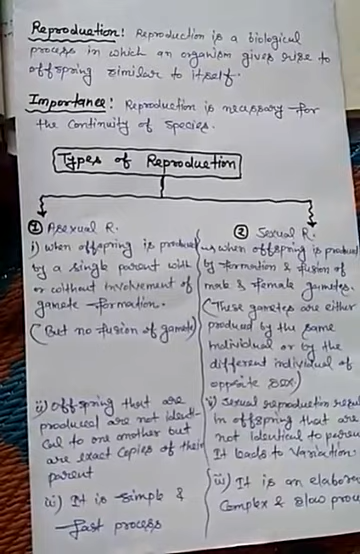 Reproduction: Reproduction is a biological
process in which an organism gives rise to
offspring similar to itself.
Importance: Reproduction is necessary for
the continuity of species.
Types of Reproduction
① Asexual R.
i) when offspring is produced
by a single parent with
or without involvement of
gamete formation.
(But no fusion of gamete)
ii) Offspring that are
produced are not identi-
cal to one another but
are exact copies of their
parent
iii) It is simple &
fast process
② Sexual R.
when offspring is produced
by formation & fusion of
male & female gametes.
(These gametes are either
produced by the same
individual or by the
different individual of
opposite sex)
ii) Sexual reproduction resul
in offspring that are
not identical to paren
It leads to Variation.
iii) It is an elabora
Complex & slow proce